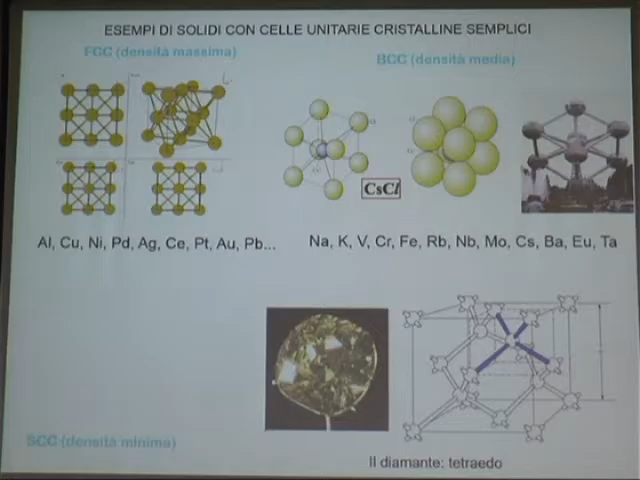 ESEMPI DI SOLIDI CON CELLE UNITARIE CRISTALLINE SEMPLICI
FCC (densità massima)
BCC (densità media)
CsCl
Al, Cu, Ni, Pd, Ag, Ce, Pt, Au, Pb...
Na, K, V, Cr, Fe, Rb, Nb, Mo, Cs, Ba, Eu, Ta
SCC (densità minima)
Il diamante: tetraedo